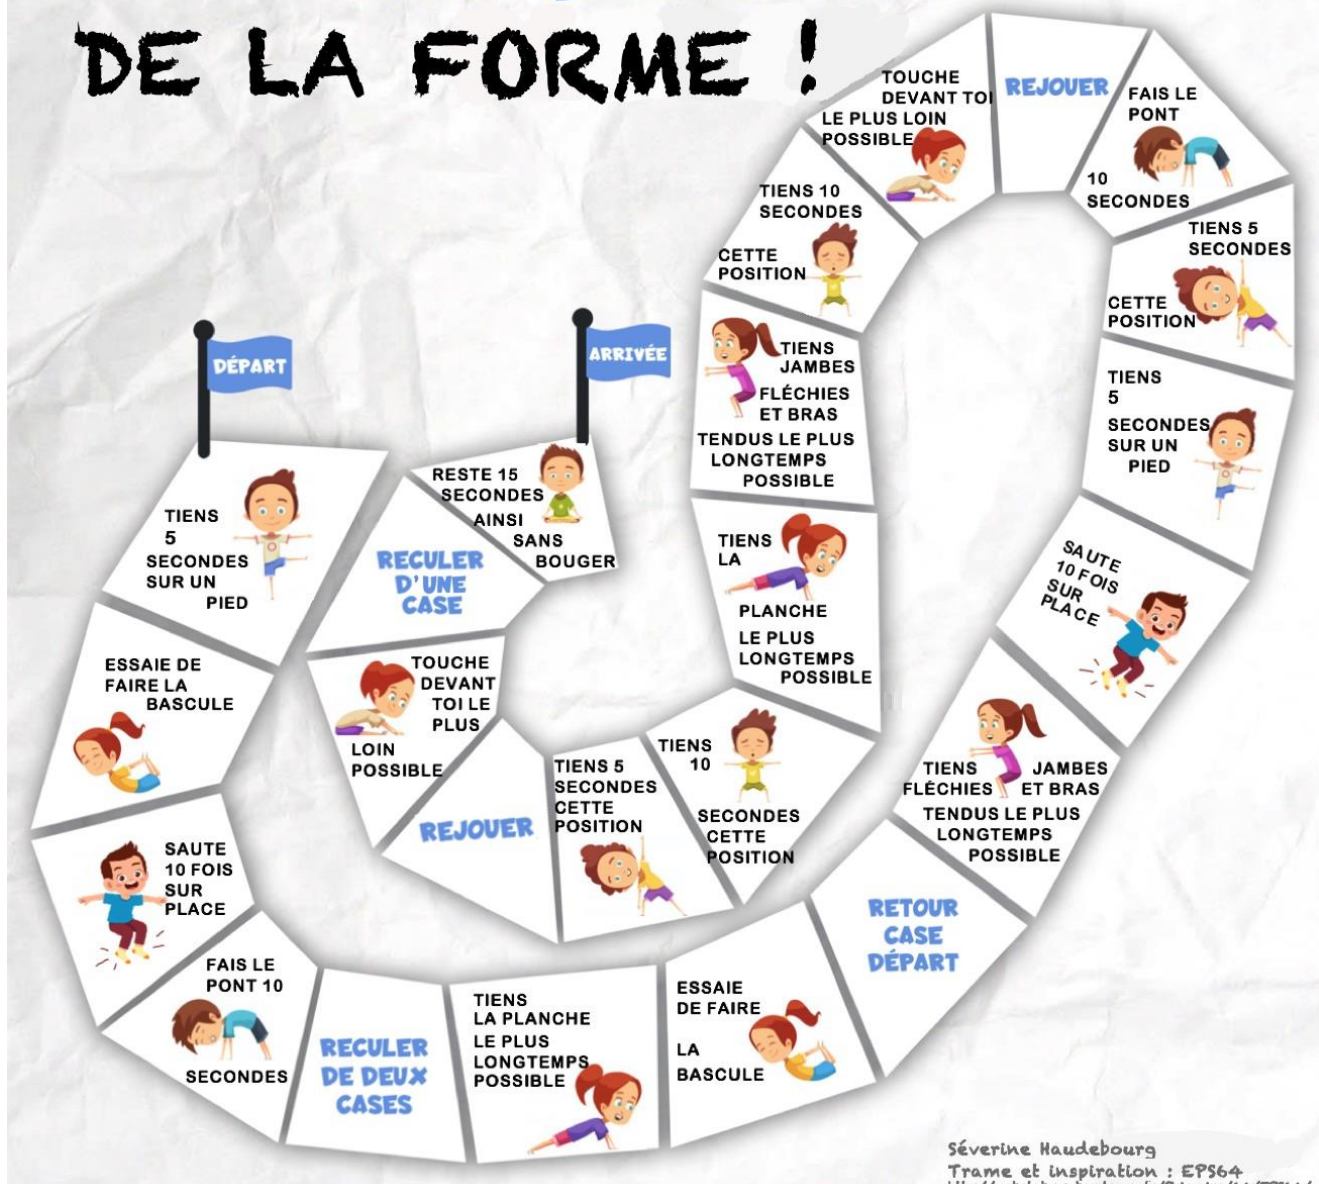 DE LA FORME !
DÉPART
TIENS
5
SECONDES
SUR UN
PIED
ESSAIE DE
FAIRE LA
BASCULE
SAUTE
10 FOIS
SUR
PLACE
FAIS LE
PONT 10
SECONDES
RECULER
DE DEUX
CASES
TIENS
LA PLANCHE
LE PLUS
LONGTEMPS
POSSIBLE
ESSAIE
DE FAIRE
LA
BASCULE
RETOUR
CASE
DÉPART
TIENS JAMBES
FLÉCHIES ET BRAS
TENDUS LE PLUS
LONGTEMPS
POSSIBLE
SAUTE
10 FOIS
SUR
PLACE
TIENS
5
SECONDES
SUR UN
PIED
TIENS 5
SECONDES
CETTE
POSITION
FAIS LE
PONT
10
SECONDES
REJOUER
TOUCHE
DEVANT TOI
LE PLUS LOIN
POSSIBLE
TIENS 10
SECONDES
CETTE
POSITION
TIENS
JAMBES
FLÉCHIES
ET BRAS
TENDUS LE PLUS
LONGTEMPS
POSSIBLE
TIENS
LA
PLANCHE
LE PLUS
LONGTEMPS
POSSIBLE
TIENS
10
SECONDES
CETTE
POSITION
TIENS 5
SECONDES
CETTE
POSITION
REJOUER
TOUCHE
DEVANT
TOI LE
PLUS
LOIN
POSSIBLE
RECULER
D'UNE
CASE
RESTE 15
SECONDES
AINSI
SANS
BOUGER
ARRIVÉE
Séverine Haudebourg
Trame et inspiration : EPS64